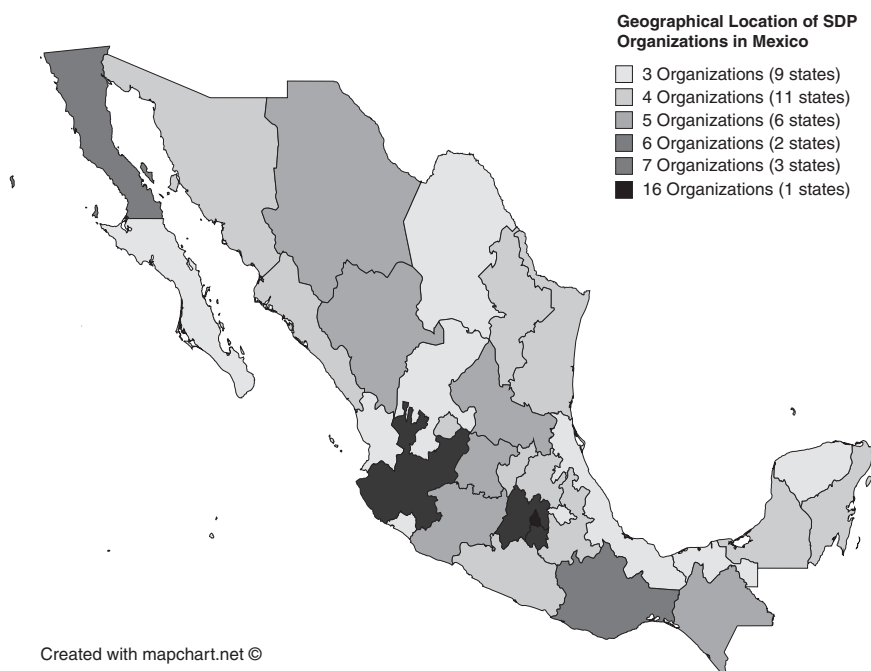 Geographical Location of SDP
Organizations in Mexico
3 Organizations (9 states)
4 Organizations (11 states)
5 Organizations (6 states)
6 Organizations (2 states)
7 Organizations (3 states)
16 Organizations (1 states)
Created with mapchart.net ©